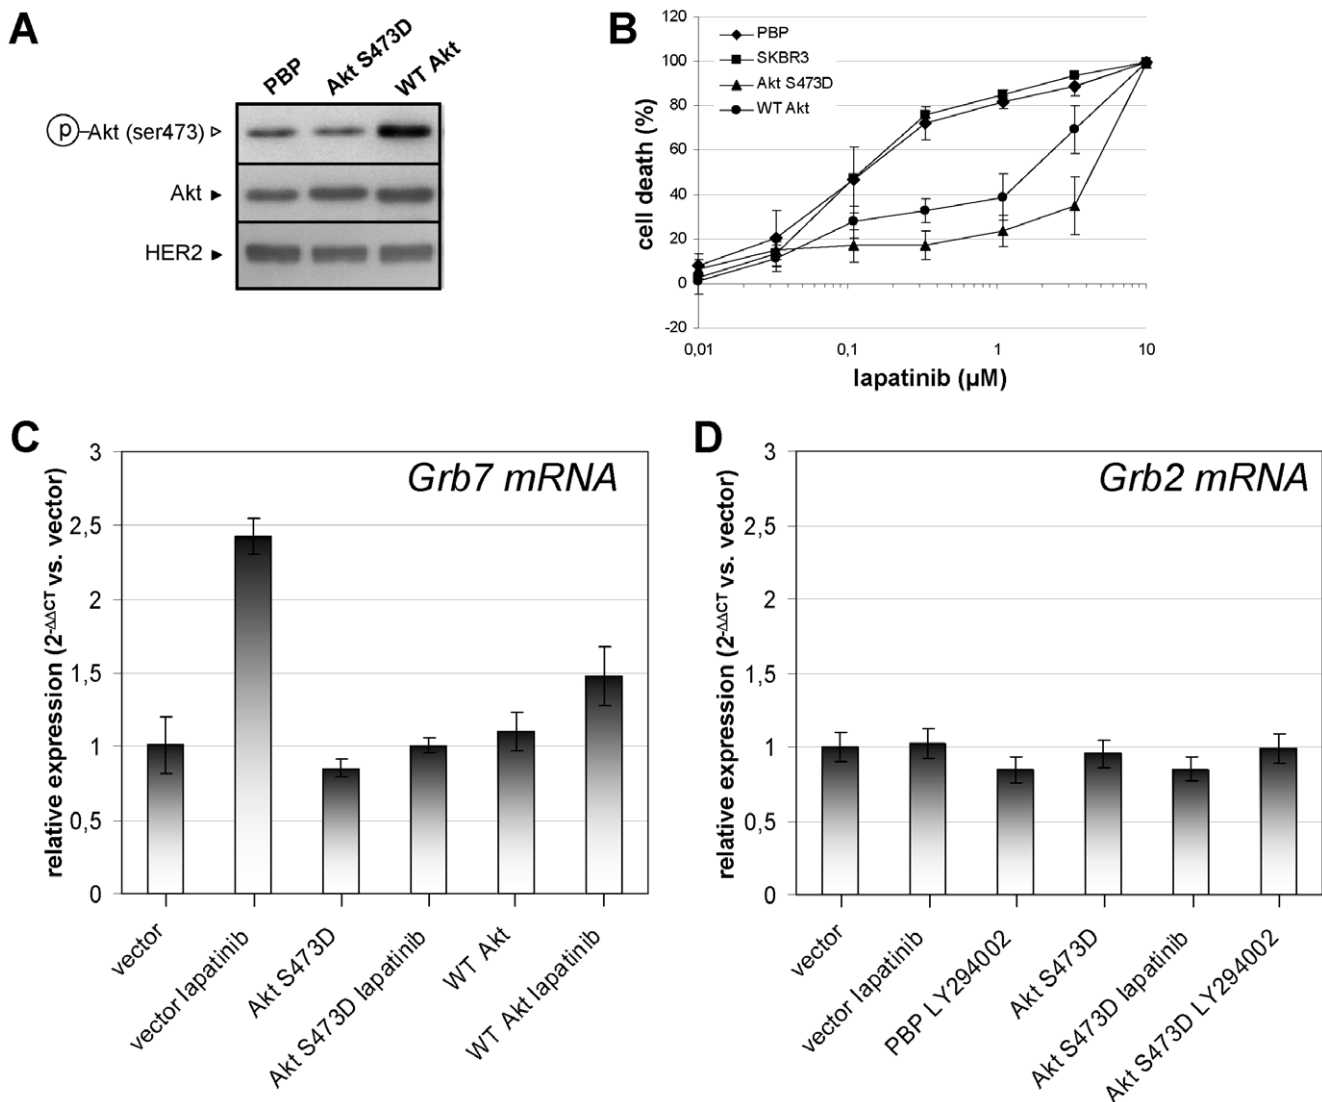 A
PBP
Akt S473D
WT Akt
p
Akt (ser473)
Akt
HER2
B
cell death (%)
120
100
80
60
40
20
0
-20
PBP
SKBR3
Akt S473D
WT Akt
0,01
0,1
1
10
lapatinib (µM)
C
relative expression (2-ΔΔCT vs. vector)
3
2,5
2
1,5
1
0,5
0
Grb7 mRNA
vector
vector lapatinib
Akt S473D
Akt S473D lapatinib
WT Akt
WT Akt lapatinib
D
relative expression (2-ΔΔCT vs. vector)
3
2,5
2
1,5
1
0,5
0
Grb2 mRNA
vector
vector lapatinib
PBP LY294002
Akt S473D
Akt S473D lapatinib
Akt S473D LY294002